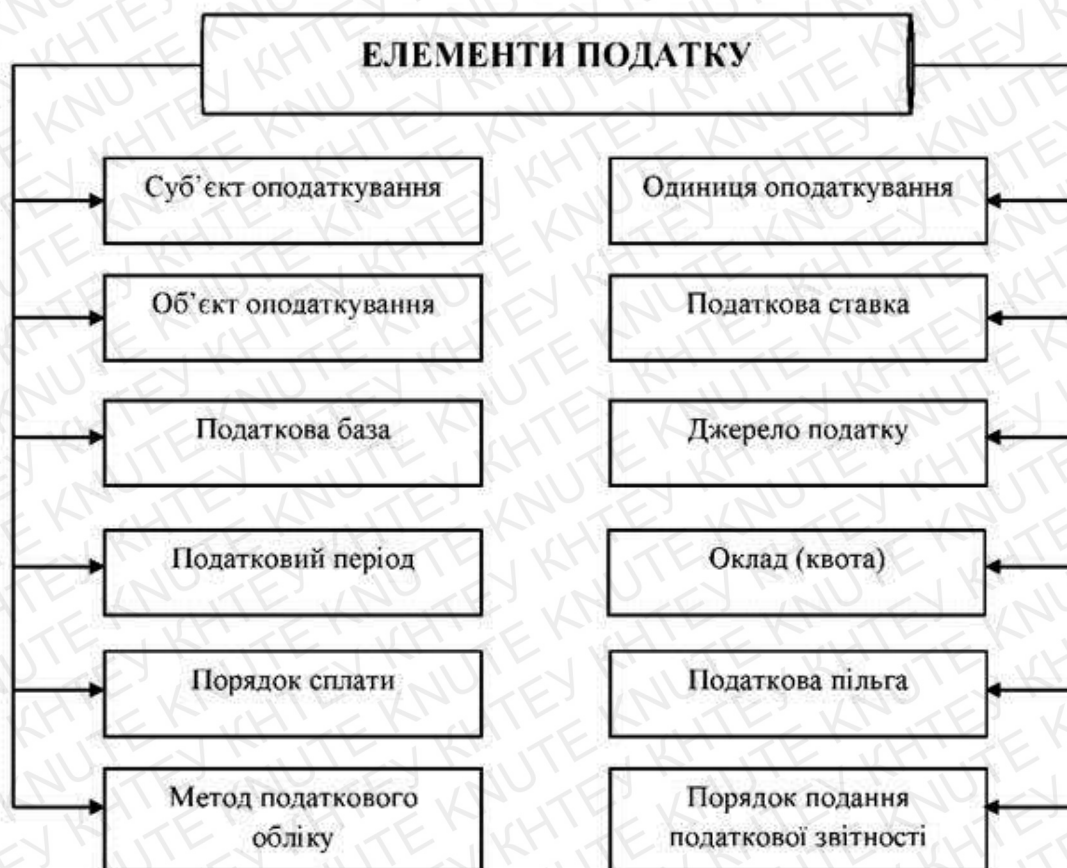 ЕЛЕМЕНТИ ПОДАТКУ
Суб’єкт оподаткування
Одиниця оподаткування
Об’єкт оподаткування
Податкова ставка
Податкова база
Джерело податку
Податковий період
Оклад (квота)
Порядок сплати
Податкова пільга
Метод податкового
обліку
Порядок подання
податкової звітності